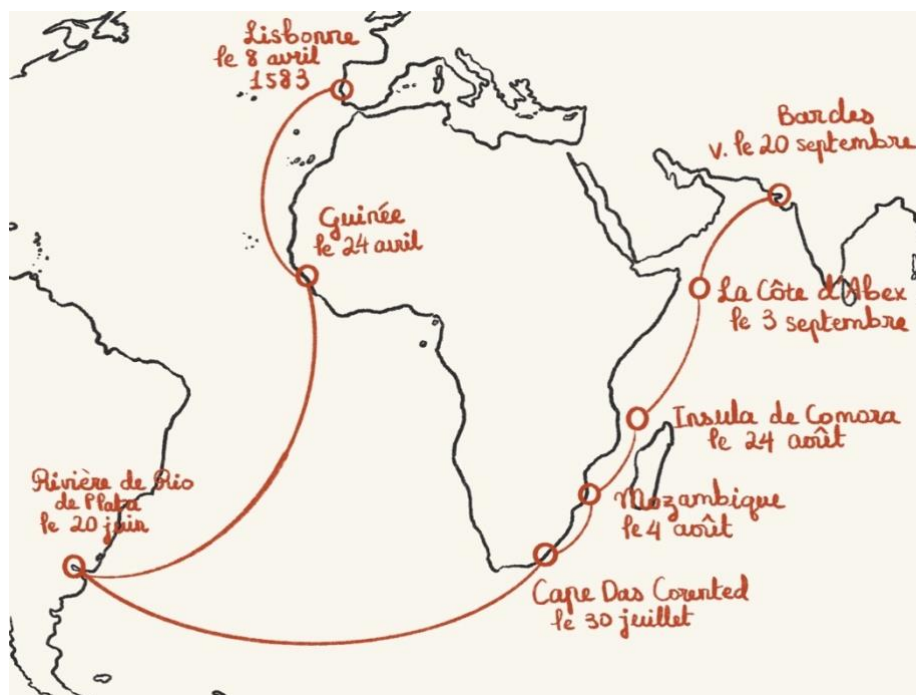 Lisbonne
le 8 avril
1583
Bardes
v. le 20 septembre
Guinée
le 24 avril
La Côte d'Abex
le 3 septembre
Insula de Comora
le 24 août
Rivière de Rio
de Plata
le 20 juin
Mozambique
le 4 août
Cape Das Corented
le 30 juillet